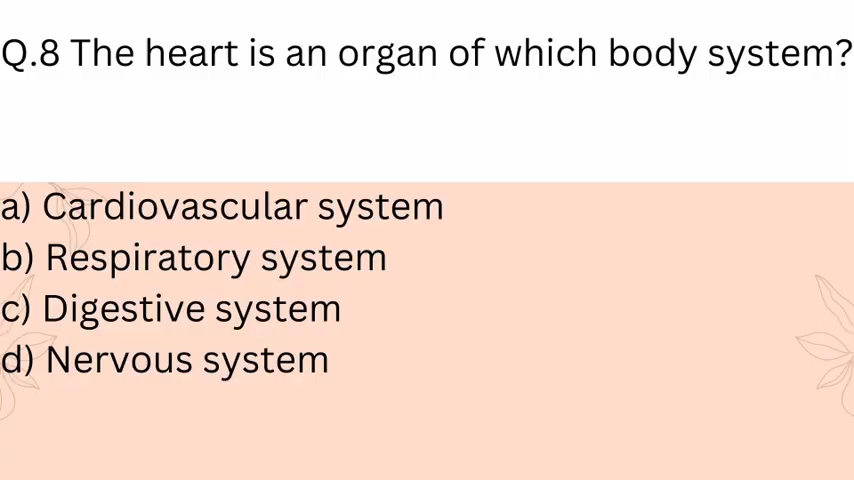 Q.8 The heart is an organ of which body system?
a) Cardiovascular system
b) Respiratory system
c) Digestive system
d) Nervous system